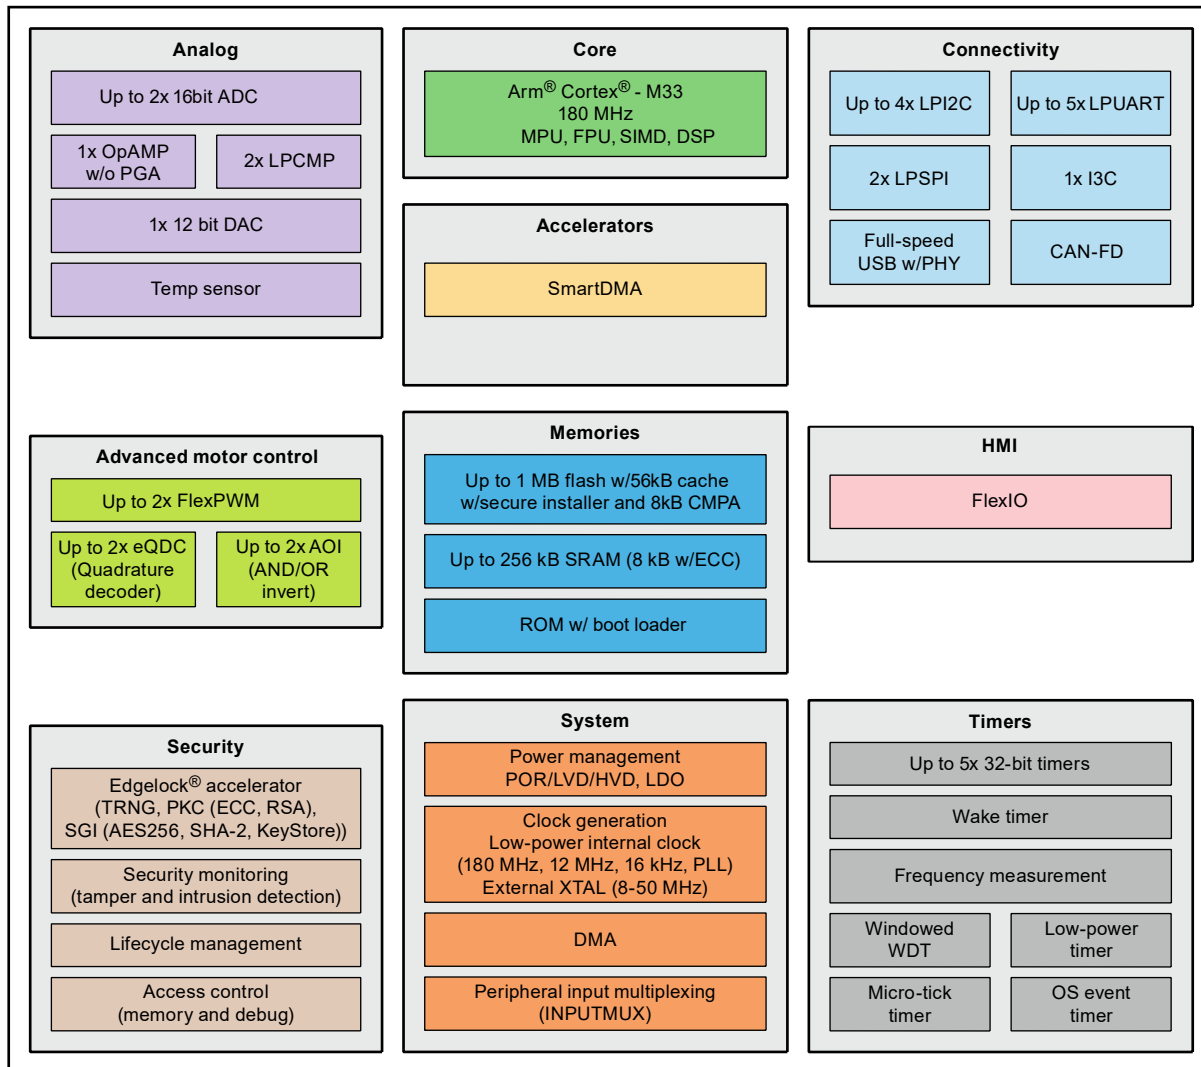 Analog
Up to 2x 16bit ADC
1x OpAMP
w/o PGA
2x LPCMP
1x 12 bit DAC
Temp sensor
Core
Arm® Cortex® - M33
180 MHz
MPU, FPU, SIMD, DSP
Accelerators
SmartDMA
Connectivity
Up to 4x LPI2C
Up to 5x LPUART
2x LPSPI
1x I3C
Full-speed
USB w/PHY
CAN-FD
Advanced motor control
Up to 2x FlexPWM
Up to 2x eQDC
(Quadrature
decoder)
Up to 2x AOI
(AND/OR
invert)
Memories
Up to 1 MB flash w/56kB cache
w/secure installer and 8kB CMPA
Up to 256 kB SRAM (8 kB w/ECC)
ROM w/ boot loader
HMI
FlexIO
Security
Edgelock® accelerator
(TRNG, PKC (ECC, RSA),
SGI (AES256, SHA-2, KeyStore))
Security monitoring
(tamper and intrusion detection)
Lifecycle management
Access control
(memory and debug)
System
Power management
POR/LVD/HVD, LDO
Clock generation
Low-power internal clock
(180 MHz, 12 MHz, 16 kHz, PLL)
External XTAL (8-50 MHz)
DMA
Peripheral input multiplexing
(INPUTMUX)
Timers
Up to 5x 32-bit timers
Wake timer
Frequency measurement
Windowed
WDT
Low-power
timer
Micro-tick
timer
OS event
timer